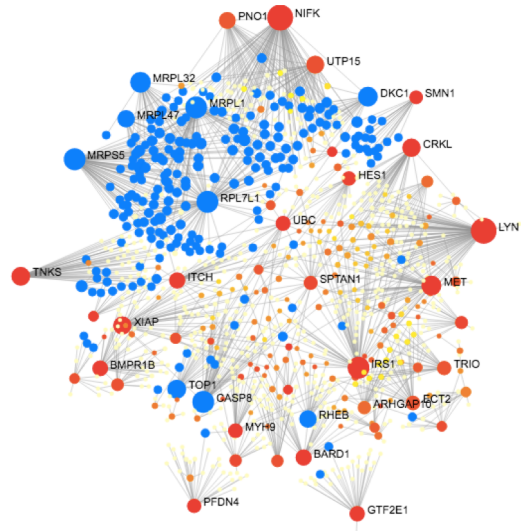 PNO1
NIFK
UTP15
MRPL32
DKC1
SMN1
MRPL1
MRPL47
CRKL
MRPS5
HES1
RPL7L1
UBC
LYN
TNKS
ITCH
SPTAN1
MET
XIAP
BMPR1B
IRS1
TRIO
TOP1
CASP8
ARHGAP10
ECT2
RHEB
MYH9
BARD1
PFDN4
GTF2E1